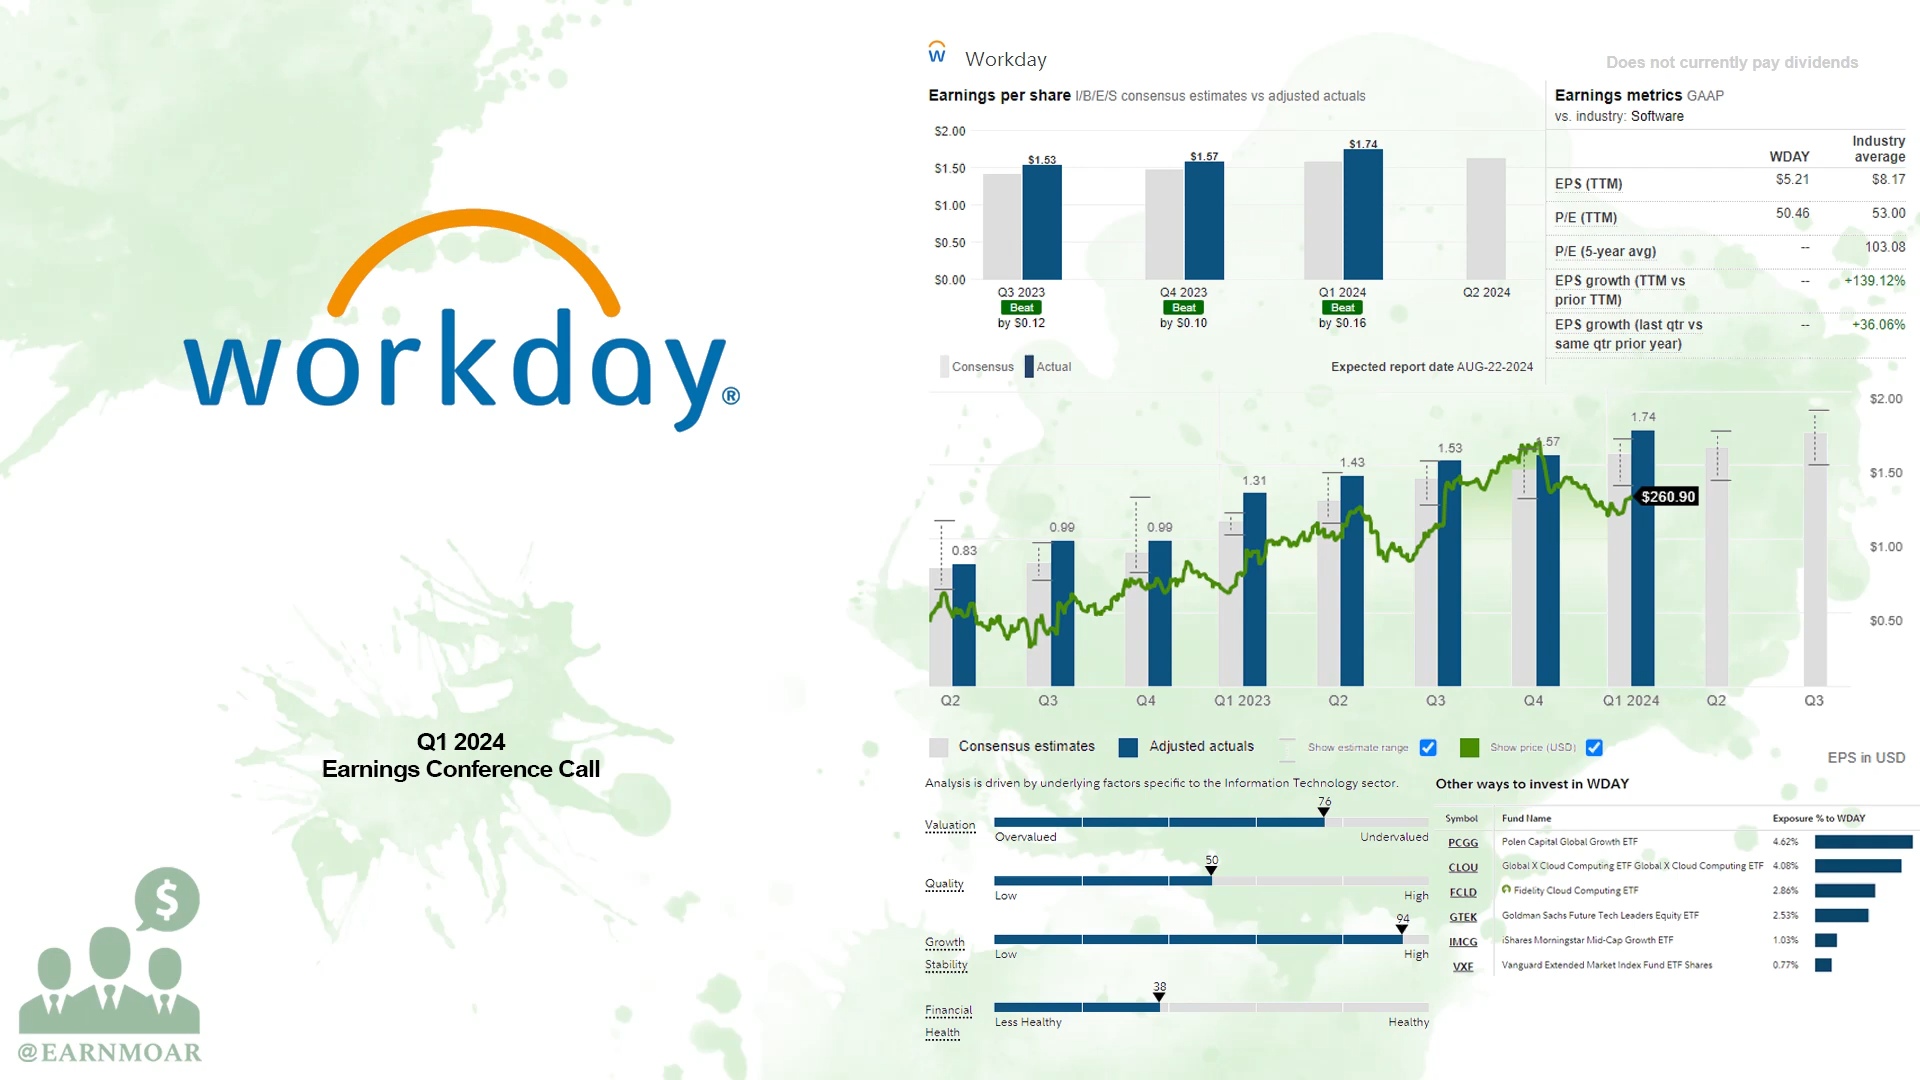 workday®
Q1 2024
Earnings Conference Call
$
@EARNMOAR
W
Workday
Does not currently pay dividends
Earnings per share I/B/E/S consensus estimates vs adjusted actuals
$2.00
$1.50
$1.00
$0.50
$0.00
$1.53
$1.57
$1.74
Q3 2023
Beat
by $0.12
Q4 2023
Beat
by $0.10
Q1 2024
Beat
by $0.16
Q2 2024
Consensus Actual
Expected report date AUG-22-2024
Earnings metrics GAAP
vs. industry: Software
WDAY Industry average
EPS (TTM) $5.21 $8.17
P/E (TTM) 50.46 53.00
P/E (5-year avg) -- 103.08
EPS growth (TTM vs prior TTM) -- +139.12%
EPS growth (last qtr vs same qtr prior year) -- +36.06%
0.83
0.99
0.99
1.31
1.43
1.53
1.57
1.74
$260.90
$2.00
$1.50
$1.00
$0.50
Q2 Q3 Q4 Q1 2023 Q2 Q3 Q4 Q1 2024 Q2 Q3
Consensus estimates Adjusted actuals Show estimate range Show price (USD)
EPS in USD
Analysis is driven by underlying factors specific to the Information Technology sector.
Valuation
76
Overvalued Undervalued
Quality
50
Low High
Growth Stability
94
Low High
Financial Health
38
Less Healthy Healthy
Other ways to invest in WDAY
Symbol Fund Name Exposure % to WDAY
PCGG Polen Capital Global Growth ETF 4.62%
CLOU Global X Cloud Computing ETF Global X Cloud Computing ETF 4.08%
FCLD Fidelity Cloud Computing ETF 2.86%
GTEK Goldman Sachs Future Tech Leaders Equity ETF 2.53%
IMCG iShares Morningstar Mid-Cap Growth ETF 1.03%
VXF Vanguard Extended Market Index Fund ETF Shares 0.77%